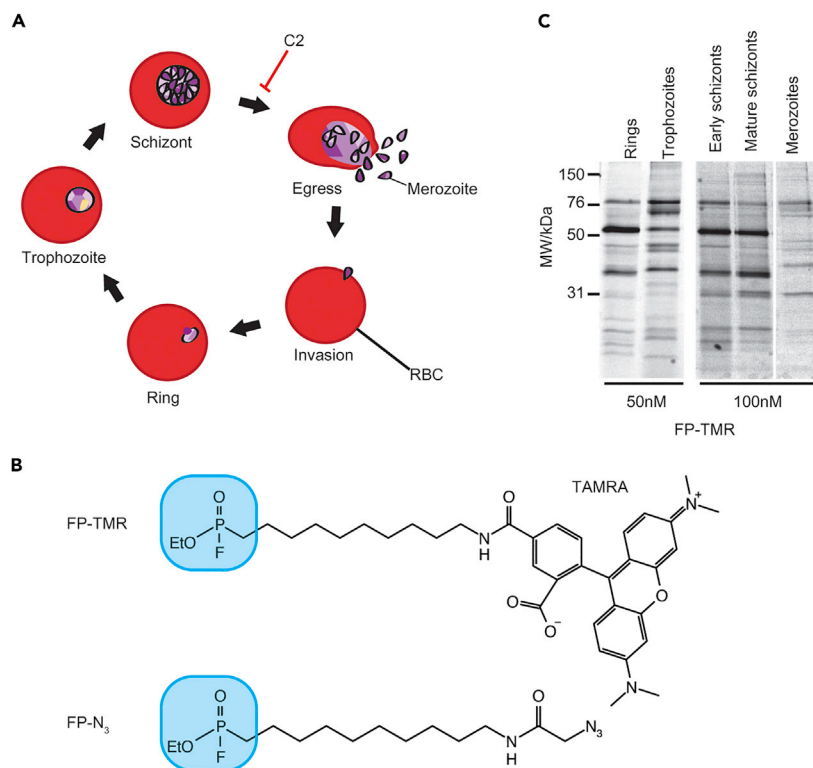 A
C2
Schizont
Egress
Merozoite
Trophozoite
Invasion
Ring
RBC
C
Rings
Trophozoites
Early schizonts
Mature schizonts
Merozoites
MW/kDa
150
76
50
31
50nM
100nM
FP-TMR
B
FP-TMR
O
EtO
P
F
N
H
O
TAMRA
O
O⁻
O
N⁺
N
FP-N₃
O
EtO
P
F
N
H
O
N₃